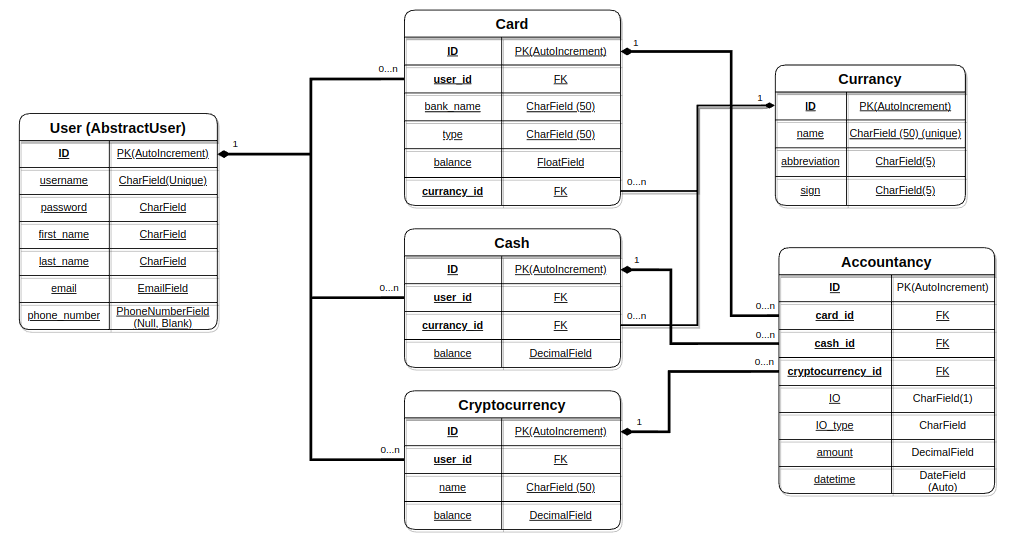 User (AbstractUser)
ID PK(AutoIncrement)
username CharField(Unique)
password CharField
first_name CharField
last_name CharField
email EmailField
phone_number PhoneNumberField
(Null, Blank)
1
0...n
0...n
0...n
Card
ID PK(AutoIncrement)
user_id FK
bank_name CharField (50)
type CharField (50)
balance FloatField
currancy_id FK
1
0...n
Cash
ID PK(AutoIncrement)
user_id FK
currancy_id FK
balance DecimalField
1
0...n
Cryptocurrency
ID PK(AutoIncrement)
user_id FK
name CharField (50)
balance DecimalField
1
Currancy
1
ID PK(AutoIncrement)
name CharField (50) (unique)
abbreviation CharField(5)
sign CharField(5)
Accountancy
ID PK(AutoIncrement)
0...n
card_id FK
0...n
cash_id FK
0...n
cryptocurrency_id FK
IO CharField(1)
IO_type CharField
amount DecimalField
datetime DateField
(Auto)